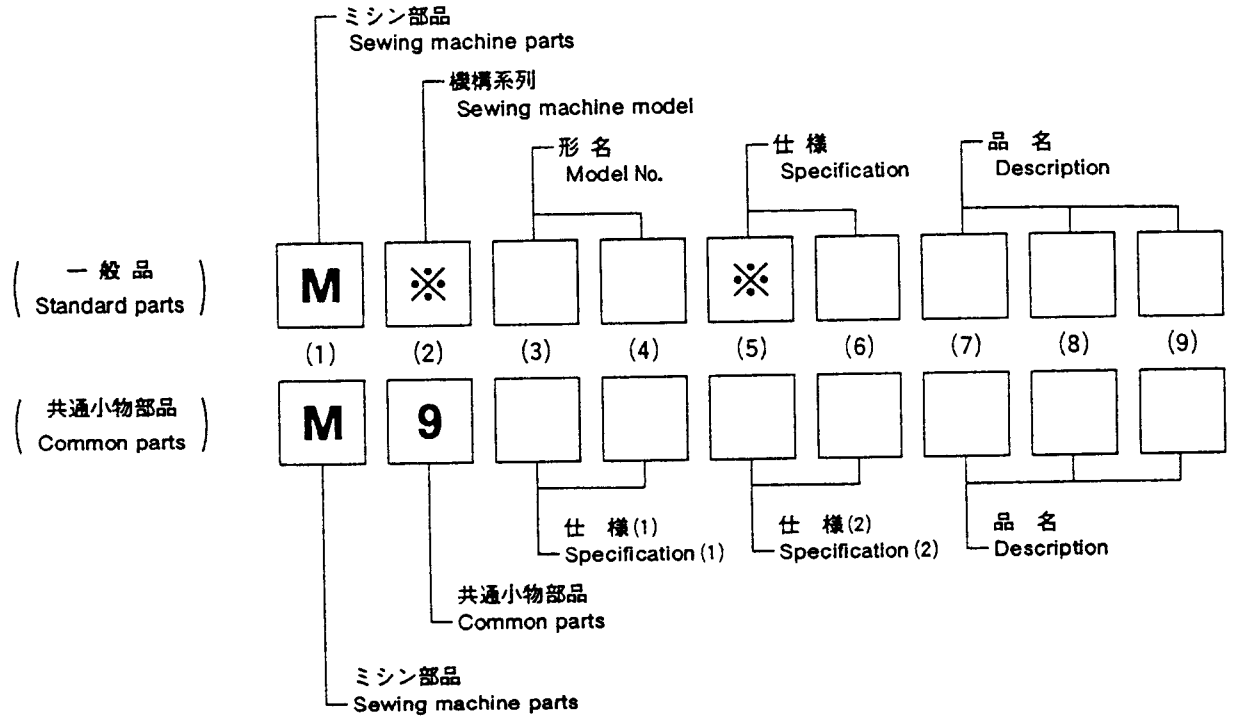 ミシン部品
Sewing machine parts
機構系列
Sewing machine model
形 名
Model No.
仕 様
Specification
品 名
Description
一 般 品
Standard parts
M ※ ※
(1) (2) (3) (4) (5) (6) (7) (8) (9)
共通小物部品
Common parts
M 9
仕 様(1)
Specification (1)
仕 様(2)
Specification (2)
品 名
Description
共通小物部品
Common parts
ミシン部品
Sewing machine parts